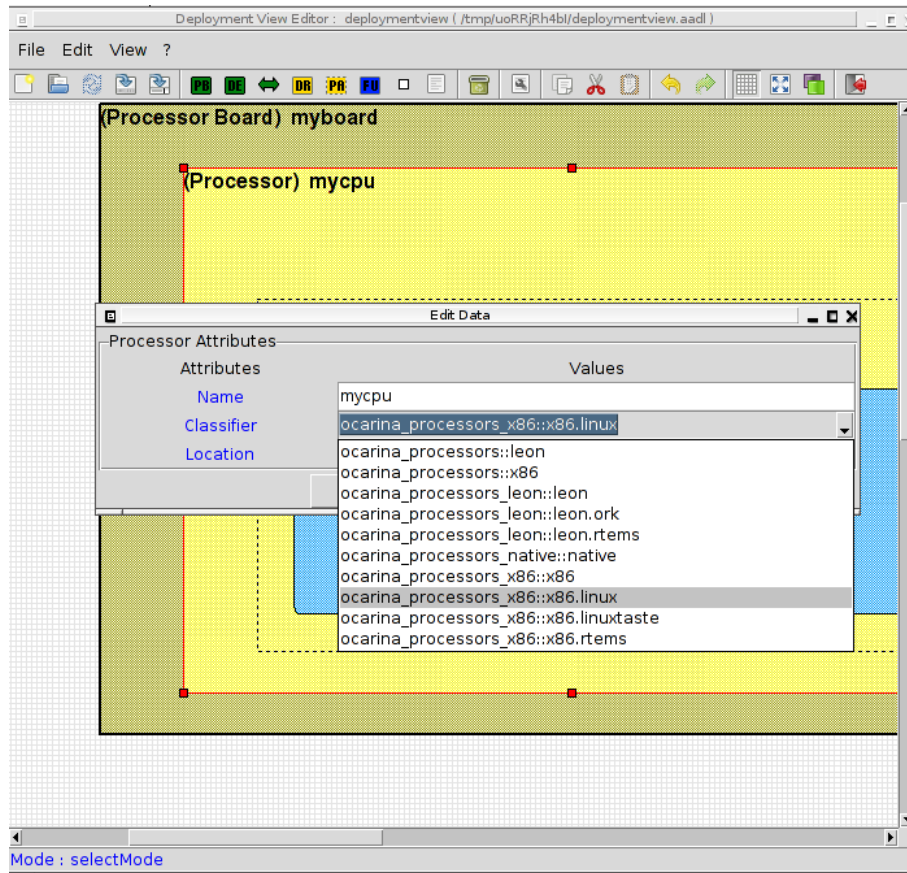 Deployment View Editor : deploymentview ( /tmp/uoRRjRh4bI/deploymentview.aadl )
File Edit View ?
PB DE DR PA FU
(Processor Board) myboard
(Processor) mycpu
Edit Data
Processor Attributes
Attributes Values
Name mycpu
Classifier ocarina_processors_x86::x86.linux
Location
ocarina_processors::leon
ocarina_processors::x86
ocarina_processors_leon::leon
ocarina_processors_leon::leon.ork
ocarina_processors_leon::leon.rtems
ocarina_processors_native::native
ocarina_processors_x86::x86
ocarina_processors_x86::x86.linux
ocarina_processors_x86::x86.linuxtaste
ocarina_processors_x86::x86.rtems
Mode : selectMode